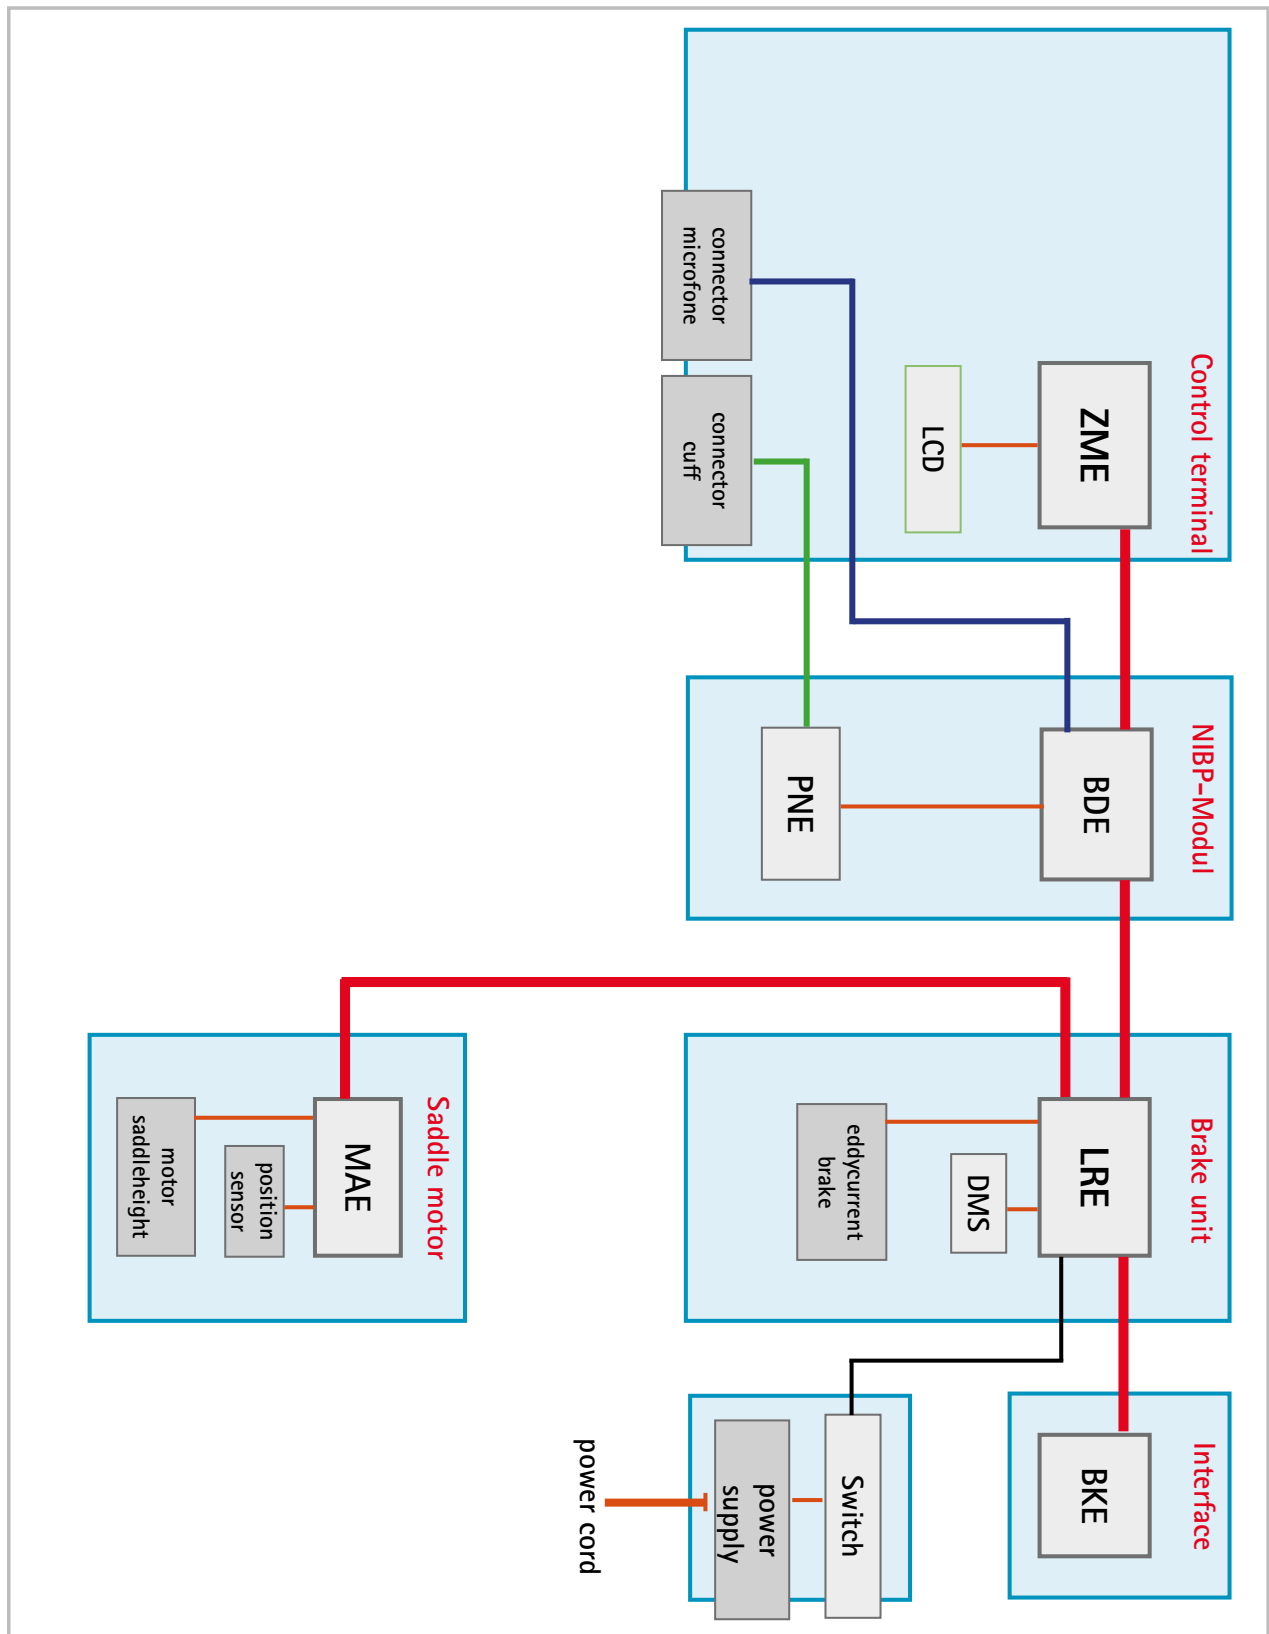 Control terminal
ZME
LCD
connector
microfone
connector
cuff
NIBP-Modul
BDE
PNE
Brake unit
LRE
DMS
eddycurrent
brake
Saddle motor
MAE
position
sensor
motor
saddleheight
Interface
BKE
Switch
power
supply
power cord